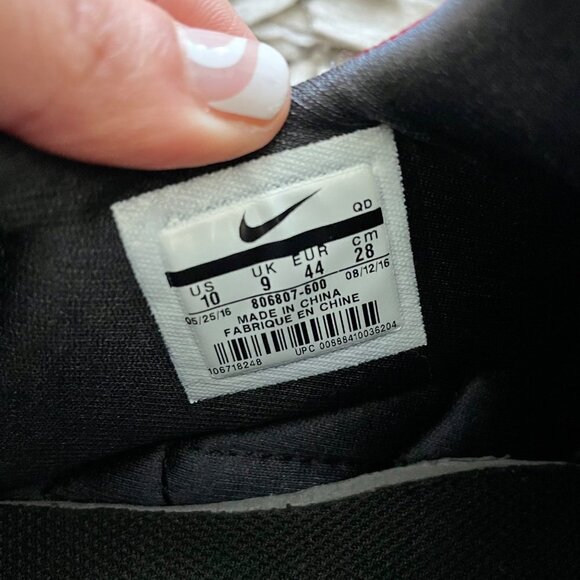 QD
US UK EUR cm
10 9 44 28
05/25/16 08/12/16
806807-600
MADE IN CHINA
FABRIQUE EN CHINE
106718248 UPC 00888410036204